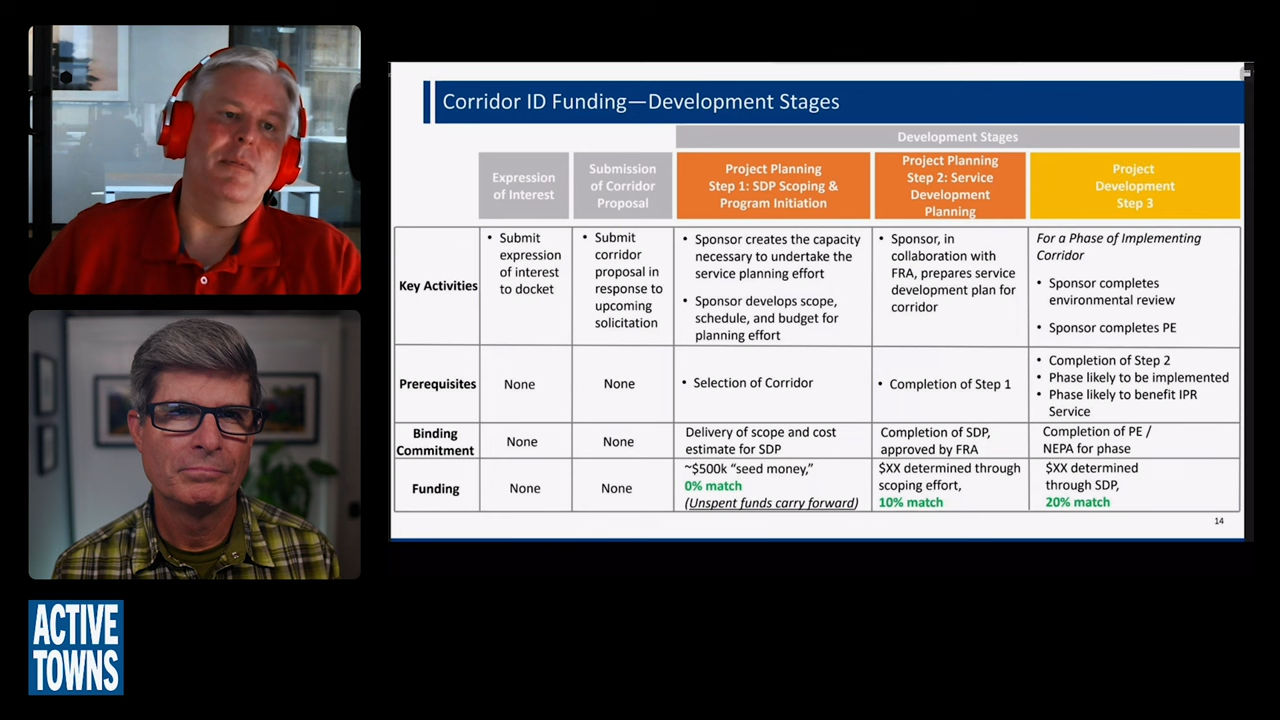 Corridor ID Funding—Development Stages
Development Stages
Expression
of Interest
Submission
of Corridor
Proposal
Project Planning
Step 1: SDP Scoping &
Program Initiation
Project Planning
Step 2: Service
Development
Planning
Project
Development
Step 3
Key Activities
• Submit
expression
of interest
to docket
• Submit
corridor
proposal in
response to
upcoming
solicitation
• Sponsor creates the capacity
necessary to undertake the
service planning effort
• Sponsor develops scope,
schedule, and budget for
planning effort
• Sponsor, in
collaboration with
FRA, prepares service
development plan for
corridor
For a Phase of Implementing
Corridor
• Sponsor completes
environmental review
• Sponsor completes PE
Prerequisites
None
None
• Selection of Corridor
• Completion of Step 1
• Completion of Step 2
• Phase likely to be implemented
• Phase likely to benefit IPR
Service
Binding
Commitment
None
None
Delivery of scope and cost
estimate for SDP
Completion of SDP,
approved by FRA
Completion of PE /
NEPA for phase
Funding
None
None
~$500k “seed money,”
0% match
(Unspent funds carry forward)
$XX determined through
scoping effort,
10% match
$XX determined
through SDP,
20% match
14
ACTIVE
TOWNS